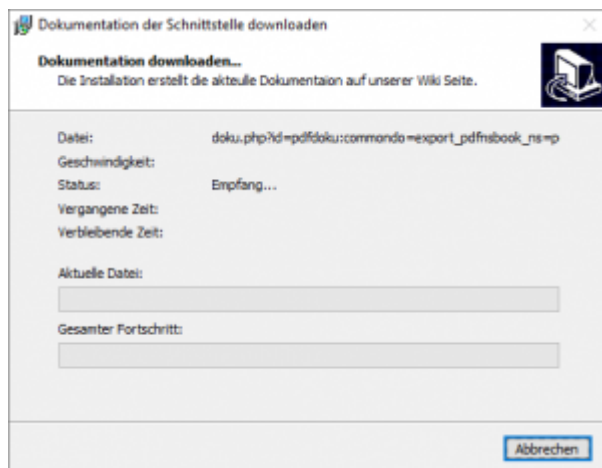 Dokumentation der Schnittstelle downloaden
Dokumentation downloaden...
Die Installation erstellt die akteulle Dokumentaion auf unserer Wiki Seite.
Datei: doku.php?id=pdfdoku:commondo=export_pdfnsbook_ns=p
Geschwindigkeit:
Status: Empfang...
Vergangene Zeit:
Verbleibende Zeit:
Aktuelle Datei:
Gesamter Fortschritt:
Abbrechen